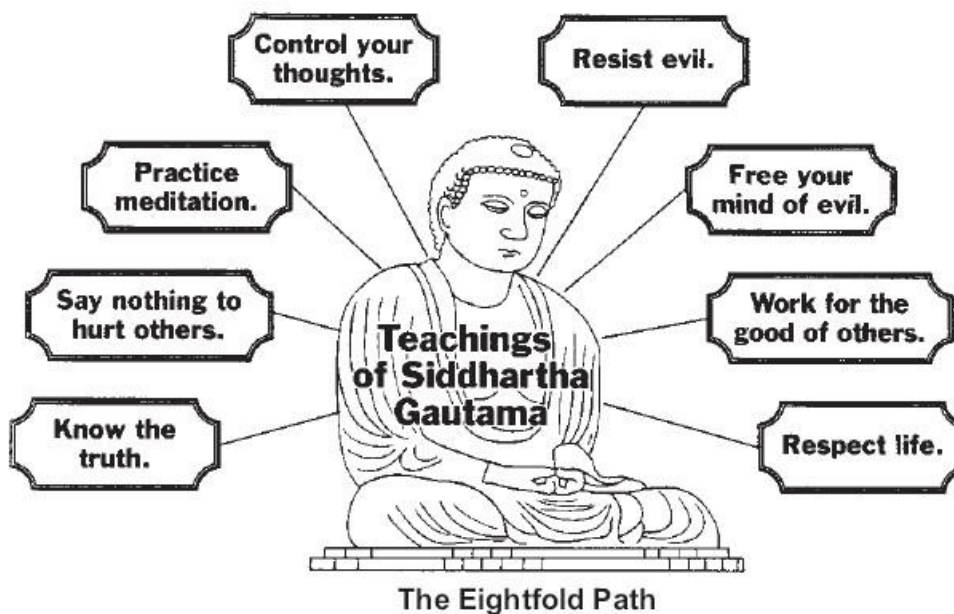 Control your
thoughts.
Resist evil.
Practice
meditation.
Free your
mind of evil.
Say nothing to
hurt others.
Work for the
good of others.
Know the
truth.
Respect life.
Teachings
of Siddhartha
Gautama
The Eightfold Path